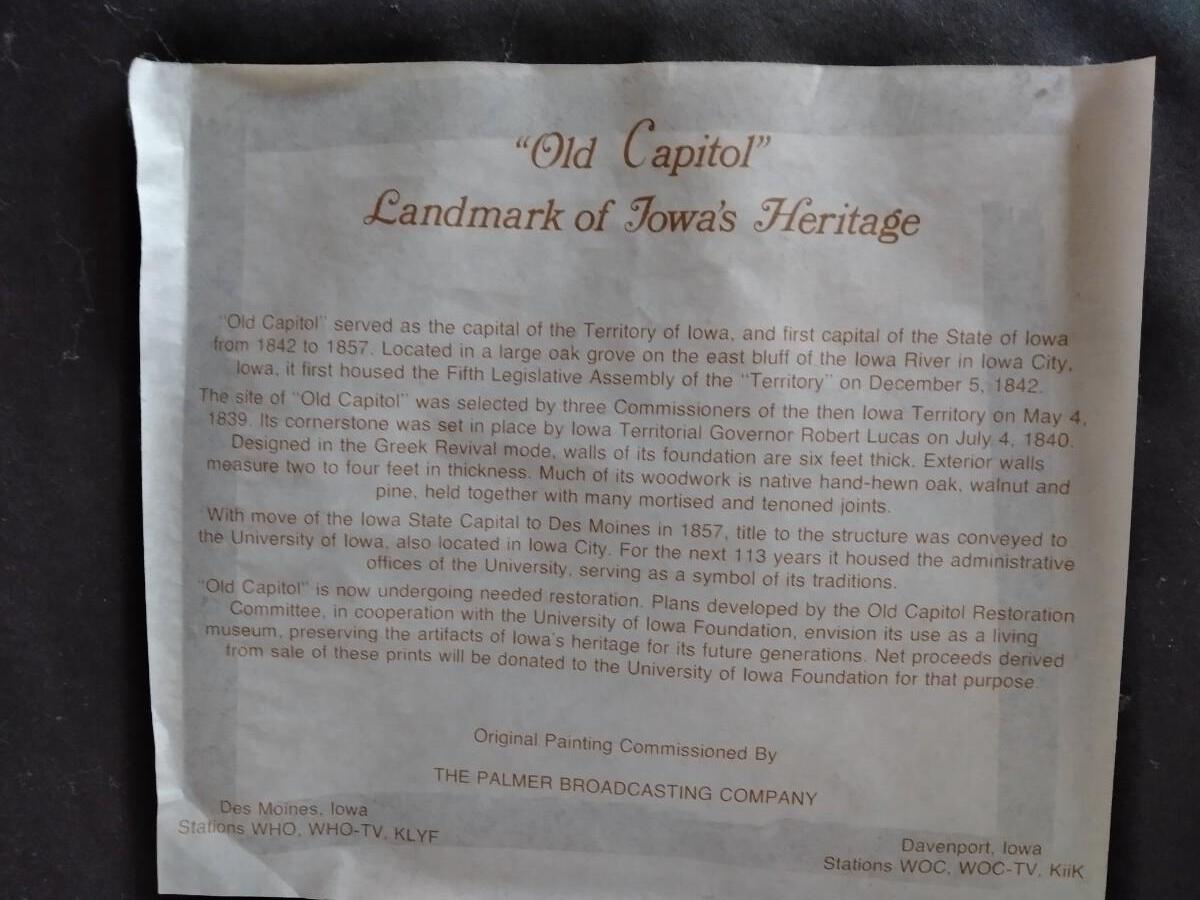 “Old Capitol”
Landmark of Iowa's Heritage
"Old Capitol" served as the capital of the Territory of Iowa, and first capital of the State of Iowa
from 1842 to 1857. Located in a large oak grove on the east bluff of the Iowa River in Iowa City,
Iowa, it first housed the Fifth Legislative Assembly of the "Territory" on December 5, 1842.
The site of "Old Capitol" was selected by three Commissioners of the then Iowa Territory on May 4,
1839. Its cornerstone was set in place by Iowa Territorial Governor Robert Lucas on July 4, 1840.
Designed in the Greek Revival mode, walls of its foundation are six feet thick. Exterior walls
measure two to four feet in thickness. Much of its woodwork is native hand-hewn oak, walnut and
pine, held together with many mortised and tenoned joints.
With move of the Iowa State Capital to Des Moines in 1857, title to the structure was conveyed to
the University of Iowa, also located in Iowa City. For the next 113 years it housed the administrative
offices of the University, serving as a symbol of its traditions.
"Old Capitol" is now undergoing needed restoration. Plans developed by the Old Capitol Restoration
Committee, in cooperation with the University of Iowa Foundation, envision its use as a living
museum, preserving the artifacts of Iowa's heritage for its future generations. Net proceeds derived
from sale of these prints will be donated to the University of Iowa Foundation for that purpose.
Original Painting Commissioned By
THE PALMER BROADCASTING COMPANY
Des Moines, Iowa
Stations WHO, WHO-TV, KLYF
Davenport, Iowa
Stations WOC, WOC-TV, KiiK